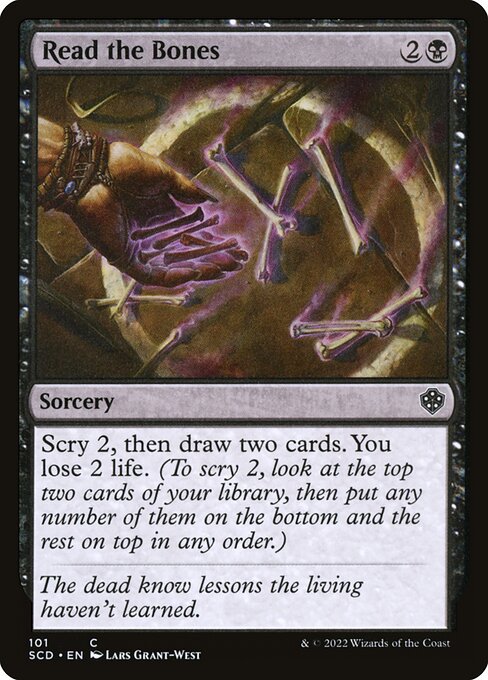 Read the Bones 2
Sorcery
Scry 2, then draw two cards. You
lose 2 life. (To scry 2, look at the top
two cards of your library, then put any
number of them on the bottom and the
rest on top in any order.)
The dead know lessons the living
haven't learned.
101 C
SCD • EN Lars Grant-West
& © 2022 Wizards of the Coast